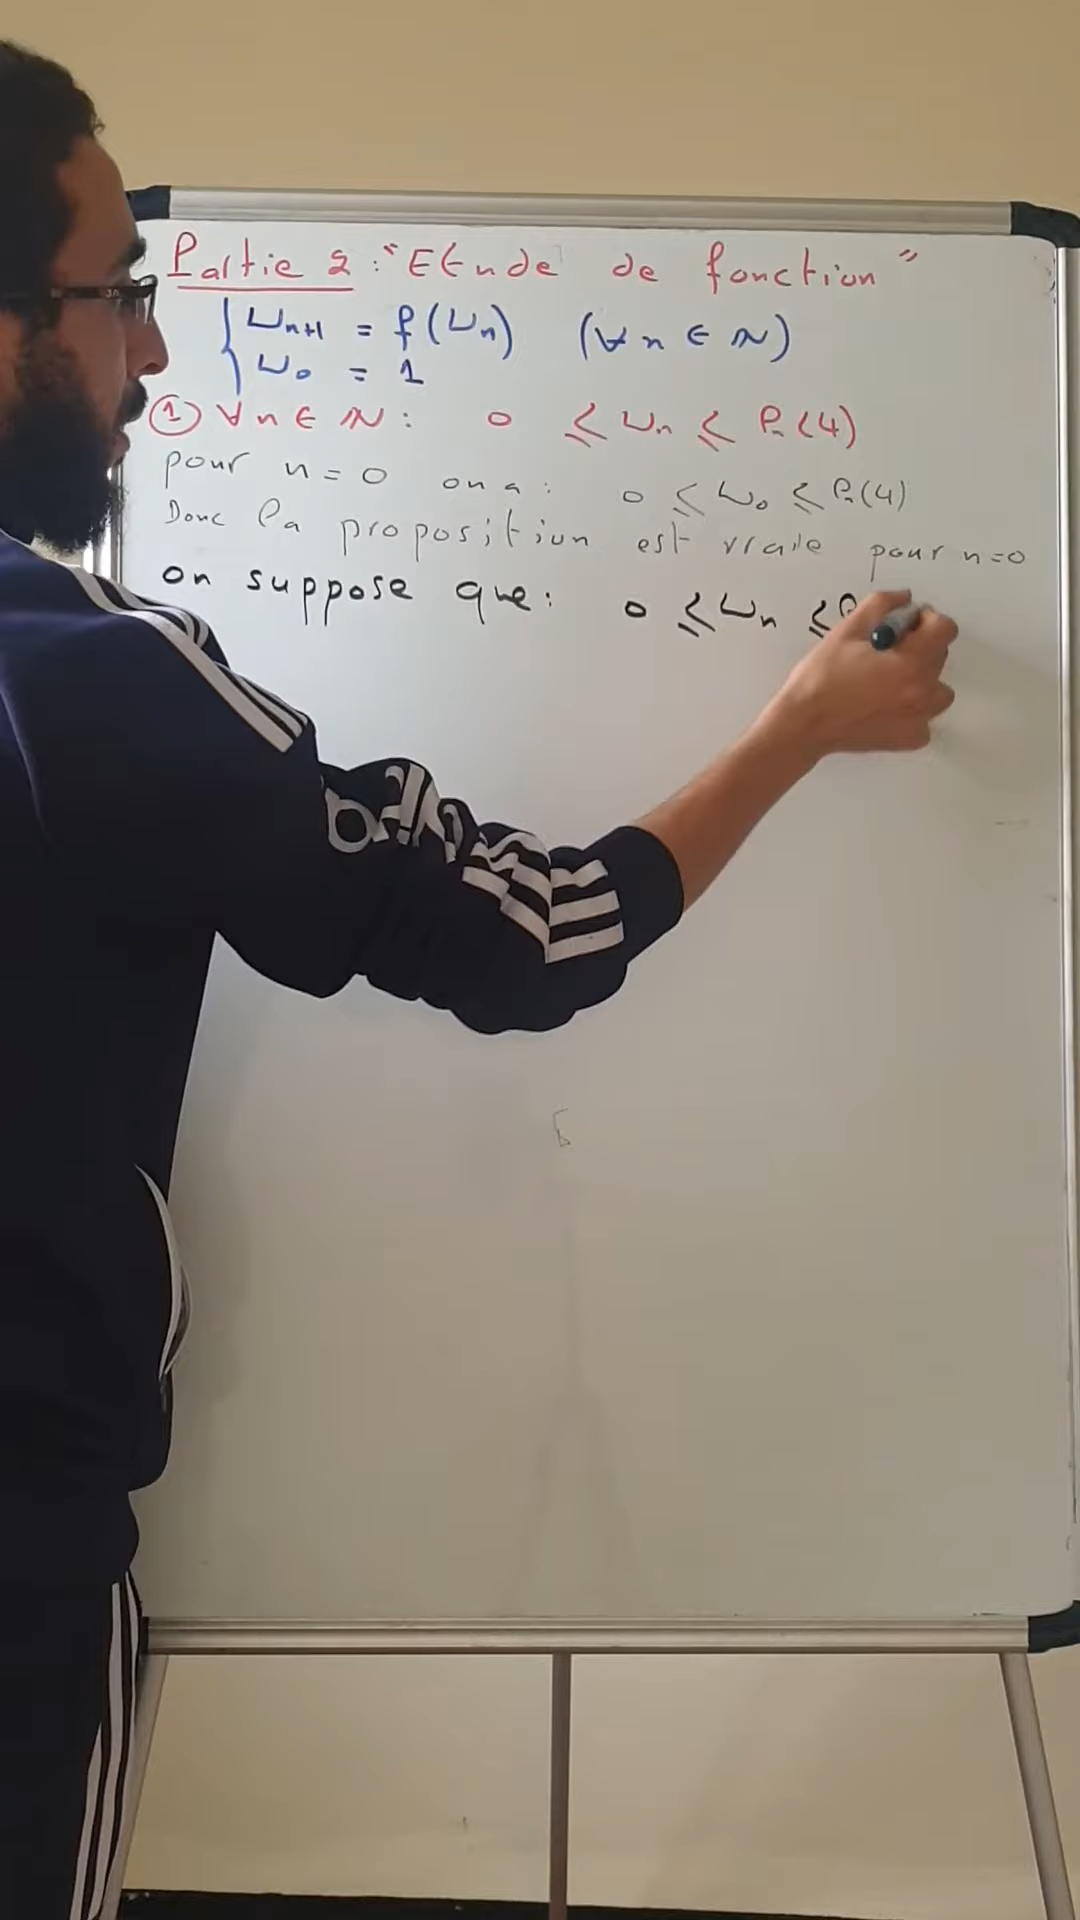 Partie 2 : "Etude de fonction"
Un+1 = f(Un) (∀n ∈ ℕ)
U0 = 1
① ∀n ∈ ℕ : 0 ≤ Un ≤ ln(4)
pour n = 0 on a : 0 ≤ U0 ≤ ln(4)
Donc la proposition est vraie pour n=0
on suppose que : 0 ≤ Un ≤